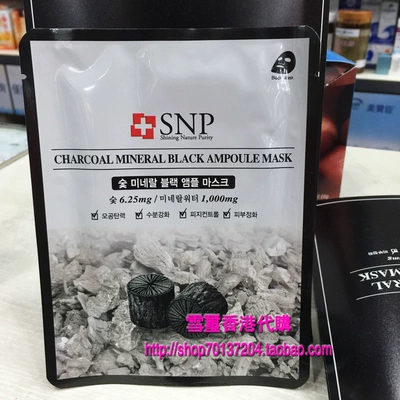 Black Mask
SNP
Shining Nature Purity
CHARCOAL MINERAL BLACK AMPOULE MASK
숯 미네랄 블랙 앰플 마스크
숯 6.25mg / 미네랄워터 1,000mg
모공탄력 수분강화 피지컨트롤 피부정화
RAL
MASK
雪薑香港代購
http://shop70137204.taobao.com